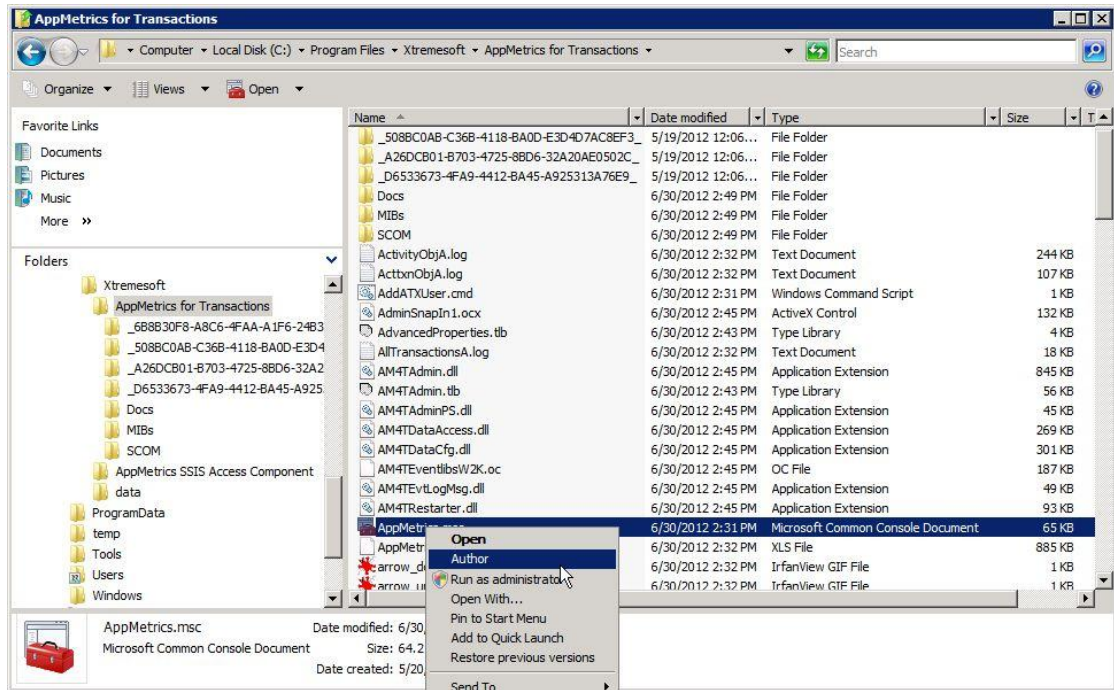 AppMetrics for Transactions
Computer Local Disk (C:) Program Files Xtremesoft AppMetrics for Transactions Search
Organize Views Open
Favorite Links
Documents
Pictures
Music
More »
Folders
Xtremesoft
AppMetrics for Transactions
_6B8B30F8-A8C6-4FAA-A1F6-24B3
_508BC0AB-C36B-4118-BA0D-E3D4
_A26DCB01-B703-4725-8BD6-32A2
_D6533673-4FA9-4412-BA45-A925
Docs
MIBs
SCOM
AppMetrics SSIS Access Component
data
ProgramData
temp
Tools
Users
Windows
Name Date modified Type Size T
_508BC0AB-C36B-4118-BA0D-E3D4D7AC8EF3_ 5/19/2012 12:06... File Folder
_A26DCB01-B703-4725-8BD6-32A20AE0502C_ 5/19/2012 12:06... File Folder
_D6533673-4FA9-4412-BA45-A925313A76E9_ 5/19/2012 12:06... File Folder
Docs 6/30/2012 2:49 PM File Folder
MIBs 6/30/2012 2:49 PM File Folder
SCOM 6/30/2012 2:49 PM File Folder
ActivityObjA.log 6/30/2012 2:32 PM Text Document 244 KB
ActtxnObjA.log 6/30/2012 2:32 PM Text Document 107 KB
AddATXUser.cmd 6/30/2012 2:31 PM Windows Command Script 1 KB
AdminSnapIn1.ocx 6/30/2012 2:45 PM ActiveX Control 132 KB
AdvancedProperties.tlb 6/30/2012 2:43 PM Type Library 4 KB
AllTransactionsA.log 6/30/2012 2:32 PM Text Document 18 KB
AM4TAdmin.dll 6/30/2012 2:45 PM Application Extension 845 KB
AM4TAdmin.tlb 6/30/2012 2:43 PM Type Library 56 KB
AM4TAdminPS.dll 6/30/2012 2:45 PM Application Extension 45 KB
AM4TDataAccess.dll 6/30/2012 2:45 PM Application Extension 269 KB
AM4TDataCfg.dll 6/30/2012 2:45 PM Application Extension 301 KB
AM4TEventlibsW2K.oc 6/30/2012 2:45 PM OC File 187 KB
AM4TEvtLogMsg.dll 6/30/2012 2:45 PM Application Extension 49 KB
AM4TRestarter.dll 6/30/2012 2:45 PM Application Extension 93 KB
AppMetrics.msc 6/30/2012 2:31 PM Microsoft Common Console Document 65 KB
AppMetri 6/30/2012 2:32 PM XLS File 885 KB
arrow_d 6/30/2012 2:32 PM IrfanView GIF File 1 KB
arrow_u 6/30/2012 2:32 PM IrfanView GIF File 1 KB
Open
Author
Run as administrator
Open With...
Pin to Start Menu
Add to Quick Launch
Restore previous versions
Send To
AppMetrics.msc Date modified: 6/30,
Microsoft Common Console Document Size: 64.2
Date created: 5/20,